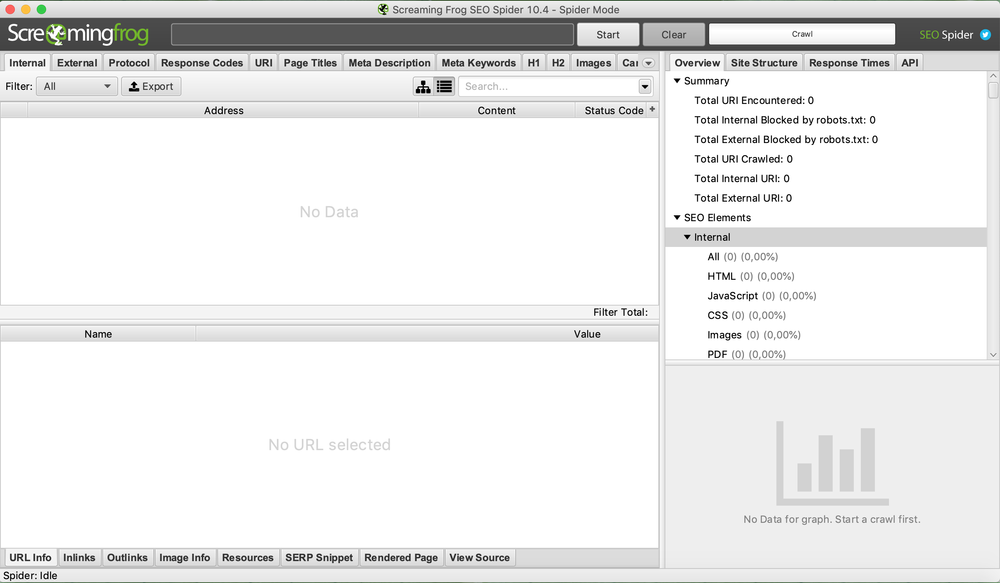 Screaming Frog SEO Spider 10.4 - Spider Mode
Screamingfrog
Start
Clear
Crawl
SEO Spider
Internal External Protocol Response Codes URI Page Titles Meta Description Meta Keywords H1 H2 Images
Overview Site Structure Response Times API
Filter: All Export Search...
Address Content Status Code +
No Data
Filter Total:
Name Value
No URL selected
URL Info Inlinks Outlinks Image Info Resources SERP Snippet Rendered Page View Source
Spider: Idle
Summary
Total URI Encountered: 0
Total Internal Blocked by robots.txt: 0
Total External Blocked by robots.txt: 0
Total URI Crawled: 0
Total Internal URI: 0
Total External URI: 0
SEO Elements
Internal
All (0) (0,00%)
HTML (0) (0,00%)
JavaScript (0) (0,00%)
CSS (0) (0,00%)
Images (0) (0,00%)
PDF (0) (0,00%)
No Data for graph. Start a crawl first.